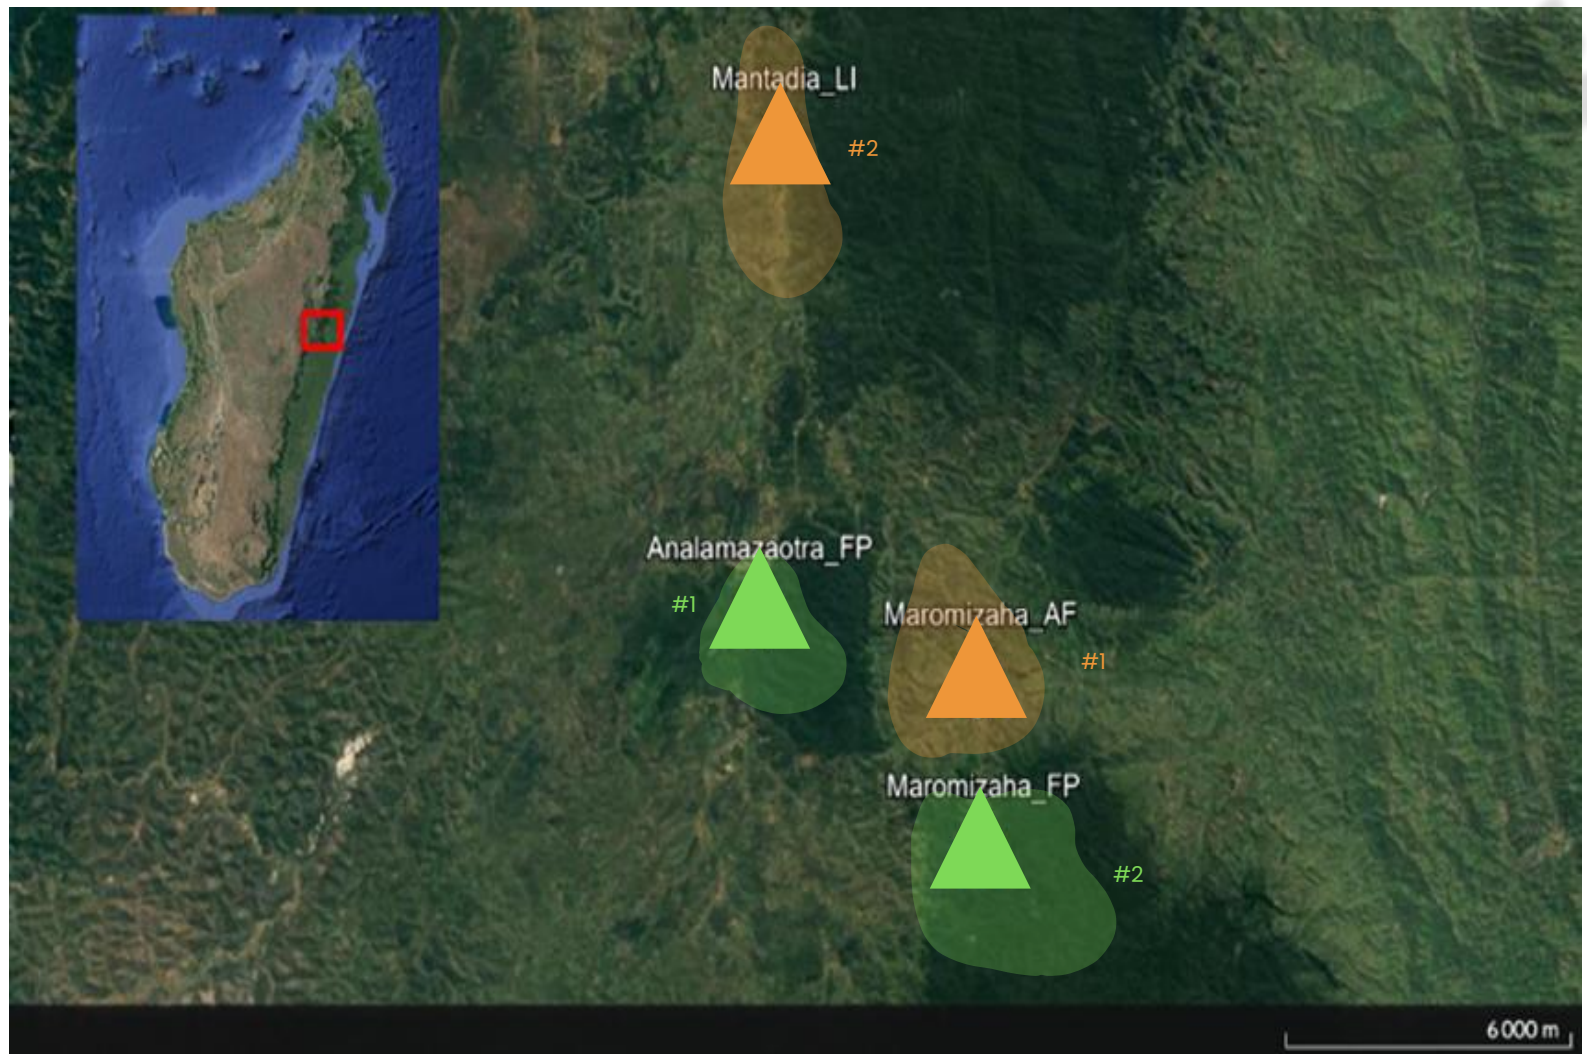 Mantadia_LI
#2
Analamazaotra_FP
#1
Maromizaha_AF
#1
Maromizaha_FP
#2
6000 m